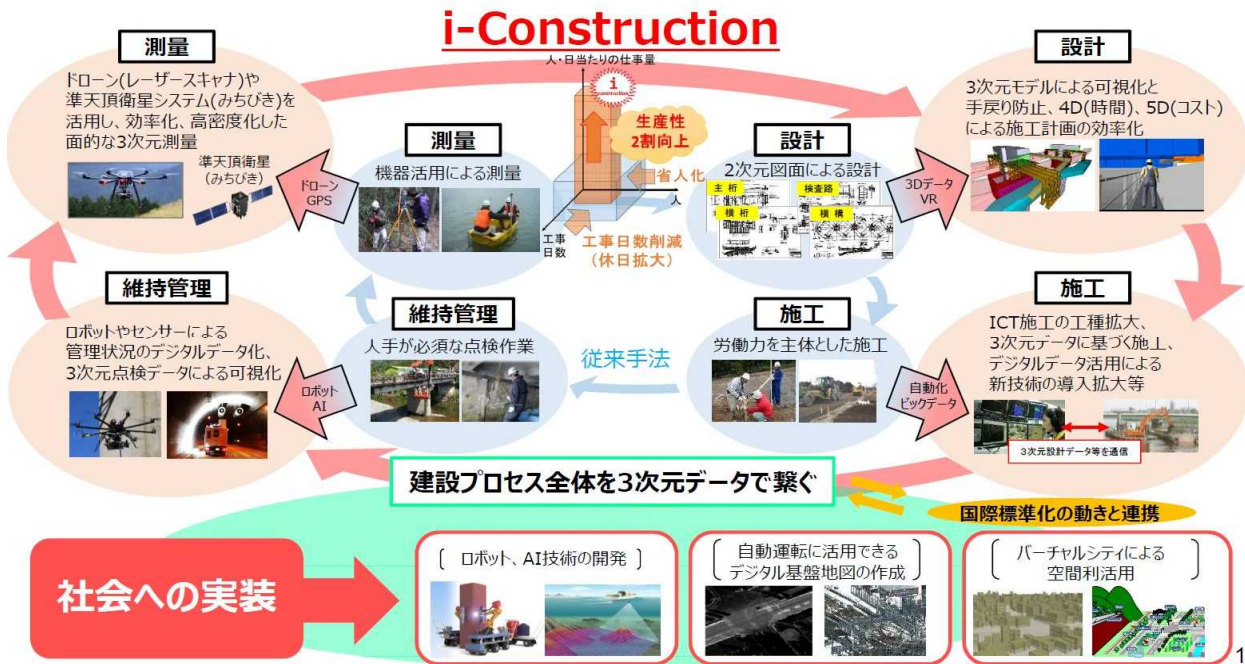 i-Construction
測量
ドローン(レーザースキャナ)や
準天頂衛星システム(みちびき)を
活用し、効率化、高密度化した
面的な3次元測量
準天頂衛星
(みちびき)
ドローン
GPS
測量
機器活用による測量
人・日当たりの仕事量
i
construction
生産性
2割向上
省人化
人
工事
日数
工事日数削減
(休日拡大)
設計
2次元図面による設計
主 桁
検査路
横 桁
横 構
3Dデータ
VR
設計
3次元モデルによる可視化と
手戻り防止、4D(時間)、5D(コスト)
による施工計画の効率化
維持管理
ロボットやセンサーによる
管理状況のデジタルデータ化、
3次元点検データによる可視化
ロボット
AI
維持管理
人手が必須な点検作業
従来手法
施工
労働力を主体とした施工
自動化
ビックデータ
施工
ICT施工の工種拡大、
3次元データに基づく施工、
デジタルデータ活用による
新技術の導入拡大等
3次元設計データ等を通信
建設プロセス全体を3次元データで繋ぐ
国際標準化の動きと連携
社会への実装
ロボット、AI技術の開発
自動運転に活用できる
デジタル基盤地図の作成
バーチャルシティによる
空間利活用
1